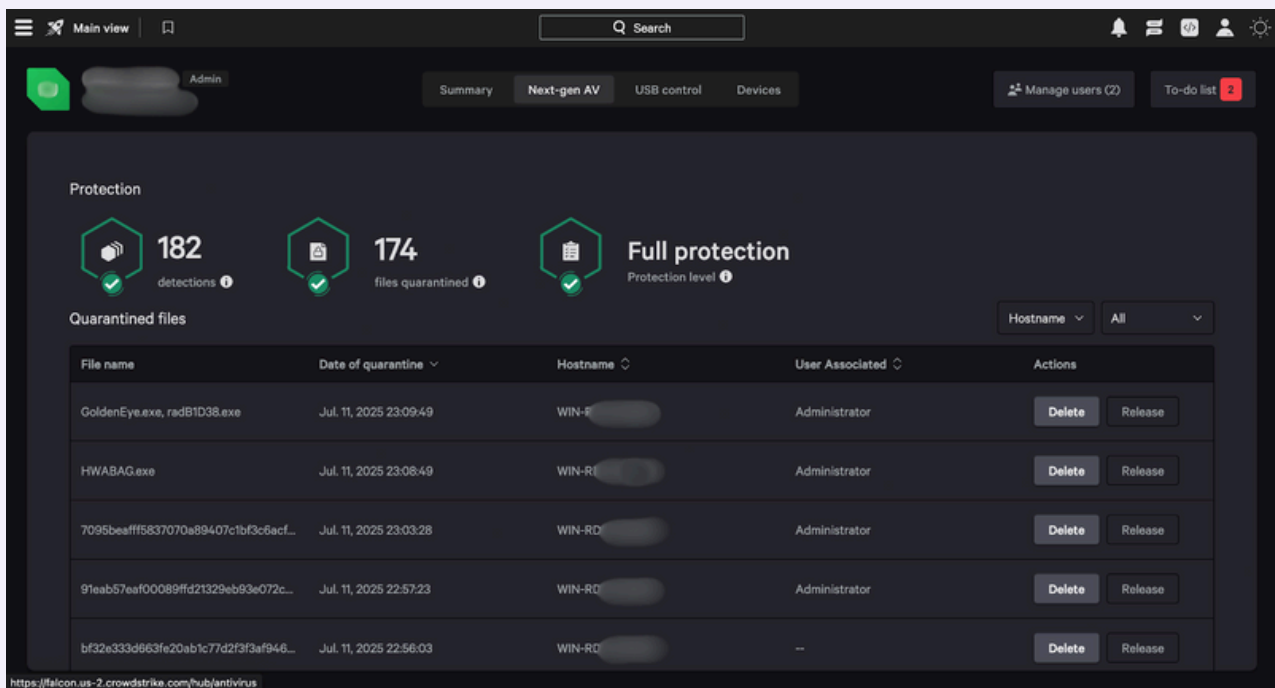 Main view
Search
Admin
Summary
Next-gen AV
USB control
Devices
Manage users (2)
To-do list 2
Protection
182
detections
174
files quarantined
Full protection
Protection level
Quarantined files
Hostname
All
File name Date of quarantine Hostname User Associated Actions
GoldenEye.exe, radB1D38.exe Jul. 11, 2025 23:09:49 Administrator Delete Release
HWABAG.exe Jul. 11, 2025 23:08:49 Administrator Delete Release
7095beafff5837070a89407c1bf3c6acf... Jul. 11, 2025 23:03:28 WIN-RD Administrator Delete Release
91eab57eaf00089ffd21329eb93e072c... Jul. 11, 2025 22:57:23 WIN-RD Administrator Delete Release
bf32e333d663fe20ab1c77d2f3f3af946... Jul. 11, 2025 22:56:03 WIN-RD -- Delete Release
https://falcon.us-2.crowdstrike.com/hub/antivirus